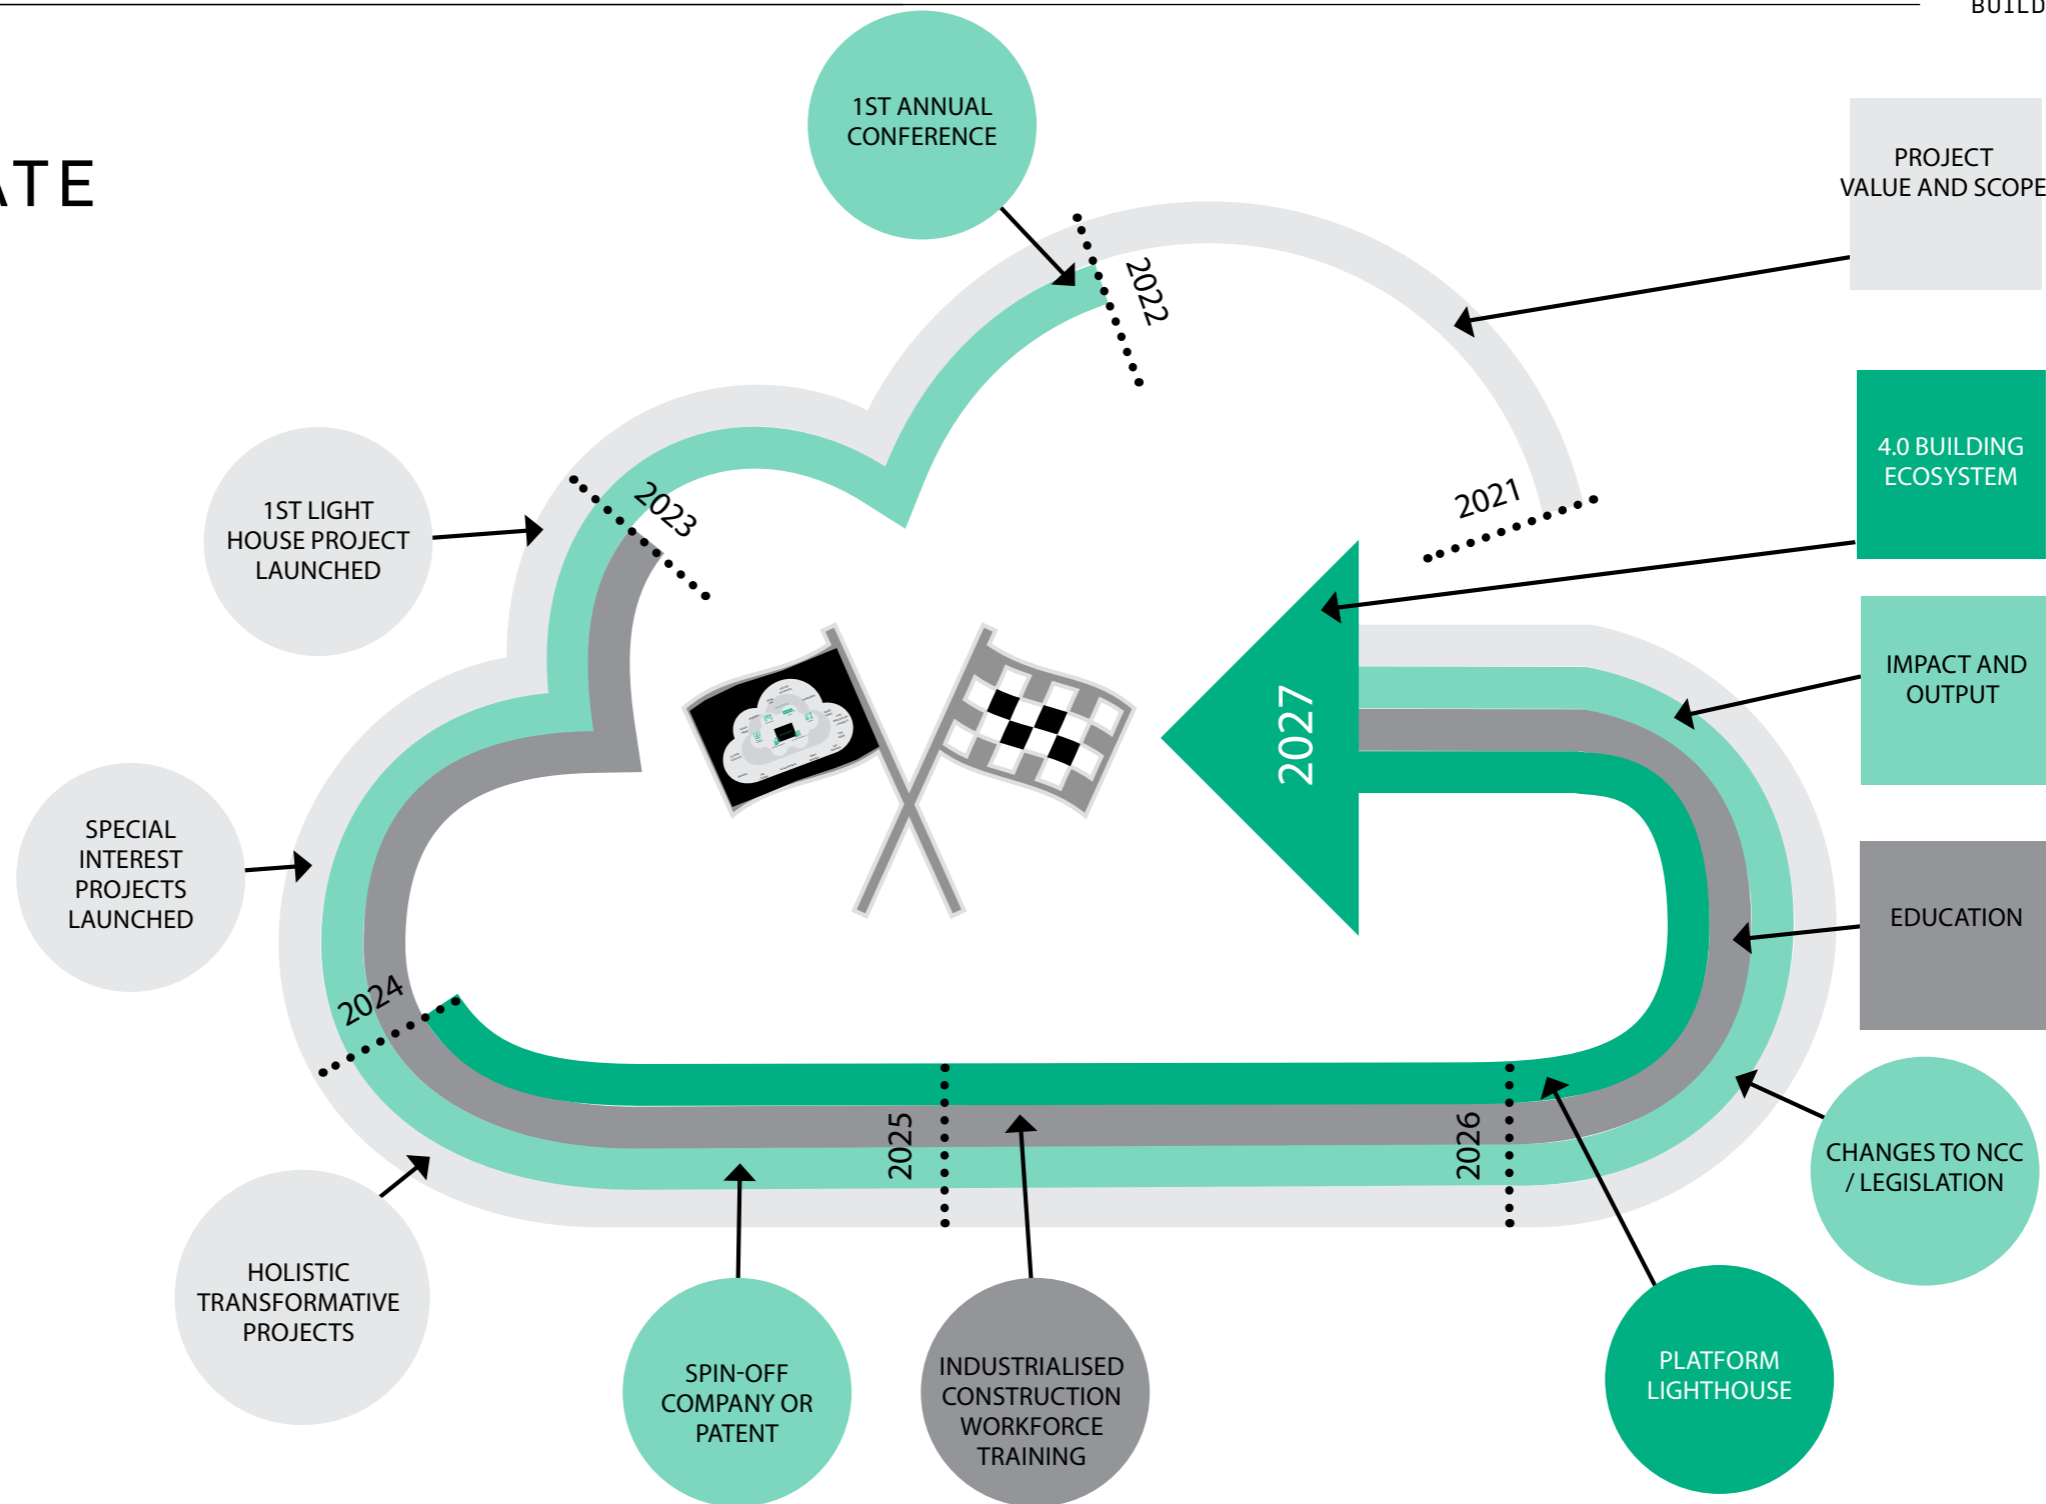 BUILD
ATE
1ST ANNUAL
CONFERENCE
PROJECT
VALUE AND SCOPE
2022
4.0 BUILDING
ECOSYSTEM
2021
2023
1ST LIGHT
HOUSE PROJECT
LAUNCHED
IMPACT AND
OUTPUT
2027
SPECIAL
INTEREST
PROJECTS
LAUNCHED
EDUCATION
2024
2025
2026
CHANGES TO NCC
/ LEGISLATION
HOLISTIC
TRANSFORMATIVE
PROJECTS
SPIN-OFF
COMPANY OR
PATENT
INDUSTRIALISED
CONSTRUCTION
WORKFORCE
TRAINING
PLATFORM
LIGHTHOUSE